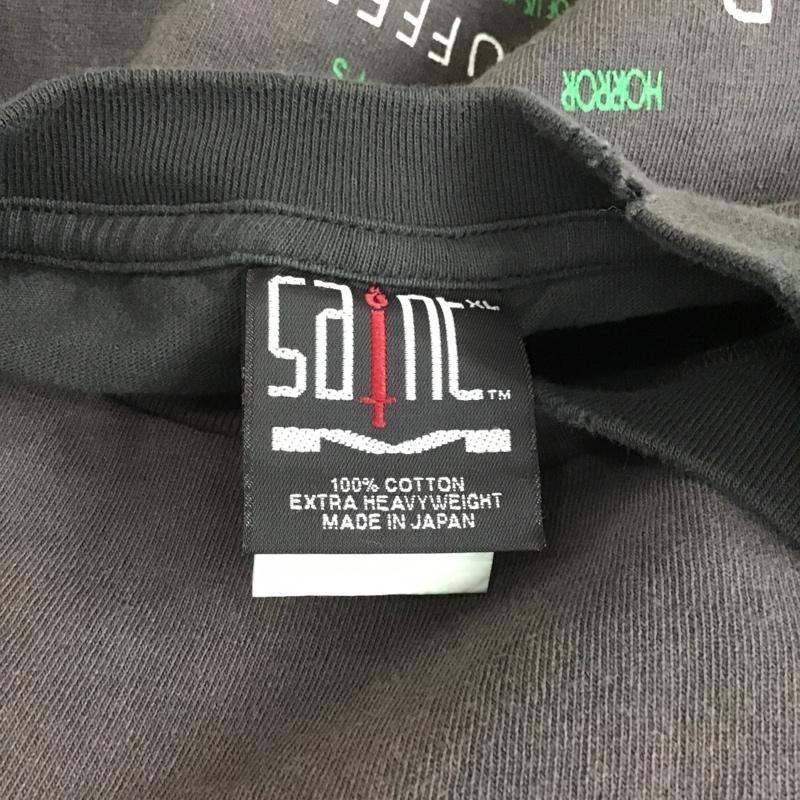 HORROR
saint XL
TM
100% COTTON
EXTRA HEAVYWEIGHT
MADE IN JAPAN